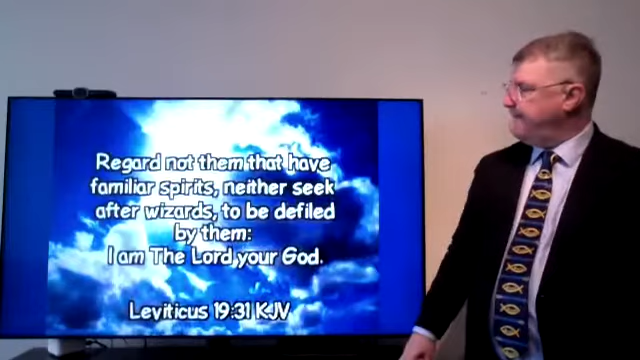 Regard not them that have
familiar spirits, neither seek
after wizards, to be defiled
by them:
I am The Lord your God.
Leviticus 19:31 KJV